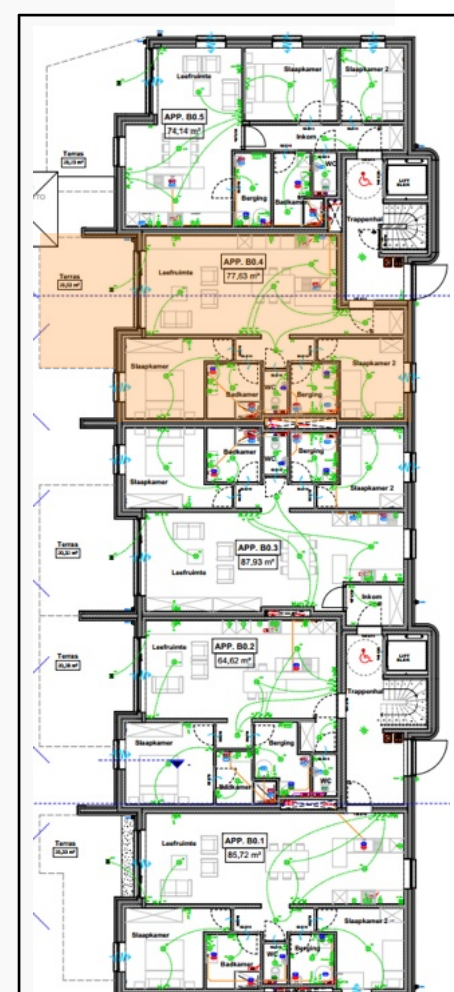 Leefruimte
Slaapkamer
Slaapkamer 2
APP. B0.5
74,14 m²
Inkom
Terras
WC
Berging
Badkamer
LIFT
Trappenhal
APP. B0.4
77,63 m²
Terras
Leefruimte
Slaapkamer
Slaapkamer 2
Badkamer
WC
Berging
Badkamer
WC
Berging
Slaapkamer
Slaapkamer 2
Terras
APP. B0.3
87,93 m²
Leefruimte
Inkom
APP. B0.2
64,62 m²
Terras
Leefruimte
LIFT
Trappenhal
Slaapkamer
Berging
Badkamer
WC
APP. B0.1
85,72 m²
Terras
Leefruimte
Slaapkamer
Slaapkamer 2
Badkamer
WC
Berging